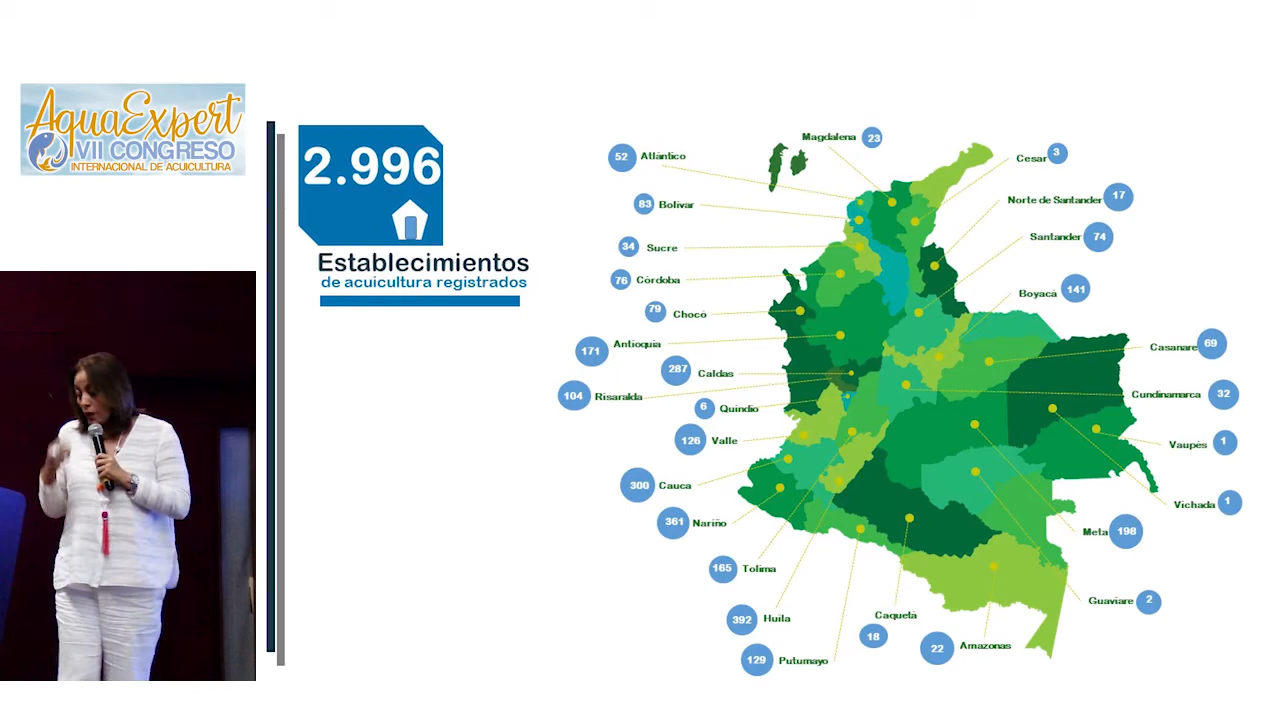 AquaExpert
VII CONGRESO
INTERNACIONAL DE ACUICULTURA
2.996
Establecimientos
de acuicultura registrados
Magdalena 23
52 Atlántico
Cesar 3
83 Bolivar
Norte de Santander 17
34 Sucre
Santander 74
76 Córdoba
Boyacá 141
79 Chocó
171 Antioquia
Casanare 69
287 Caldas
104 Risaralda
Cundinamarca 32
6 Quindio
126 Valle
Vaupés 1
300 Cauca
Vichada 1
361 Nariño
Meta 198
165 Tolima
Guaviare 2
392 Huila
Caquetá
18
22 Amazonas
129 Putumayo